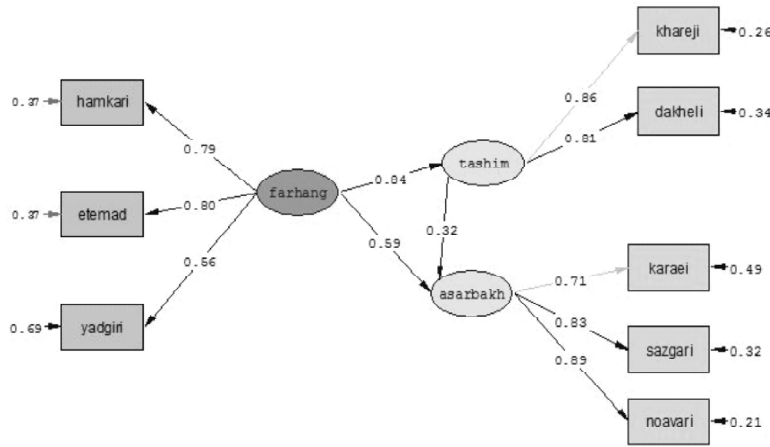 khareji
0.26
0.86
dakheli
0.34
0.81
0.37
hamkari
0.79
tashim
farhang
0.84
0.37
etemad
0.80
0.32
0.59
0.56
asarbakh
karaei
0.49
0.71
0.69
yadgiri
0.83
sazgari
0.32
0.89
noavari
0.21